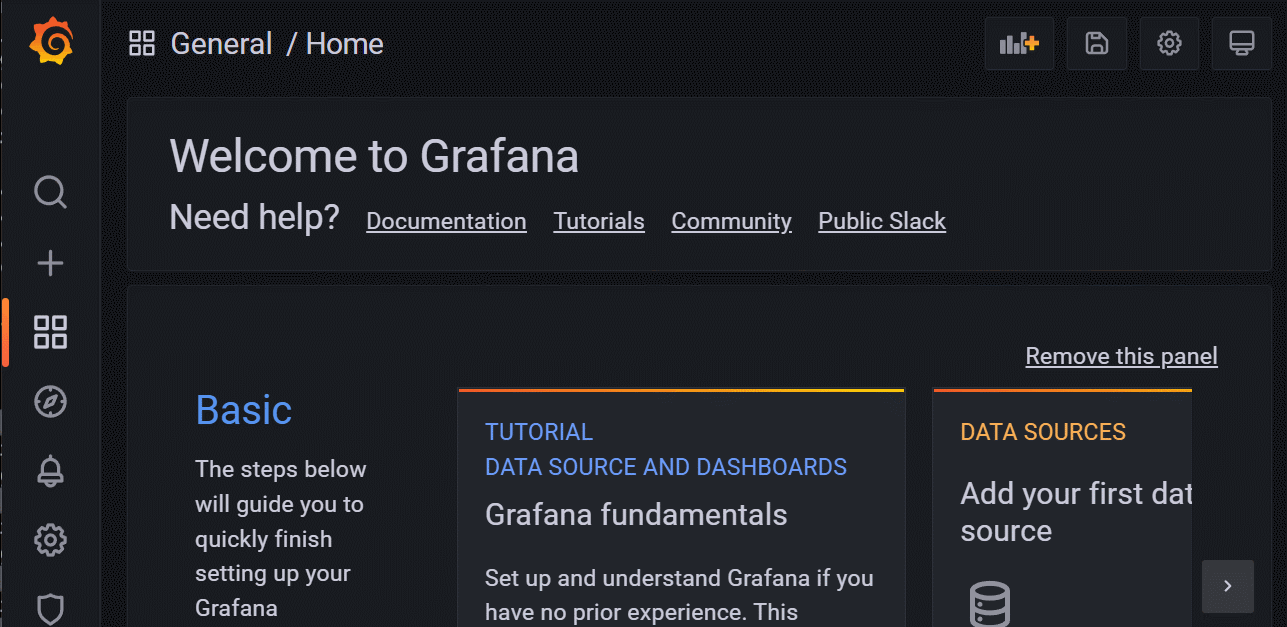 General / Home
Welcome to Grafana
Need help? Documentation Tutorials Community Public Slack
Remove this panel
Basic
The steps below
will guide you to
quickly finish
setting up your
Grafana
TUTORIAL
DATA SOURCE AND DASHBOARDS
Grafana fundamentals
Set up and understand Grafana if you
have no prior experience. This
DATA SOURCES
Add your first dat
source